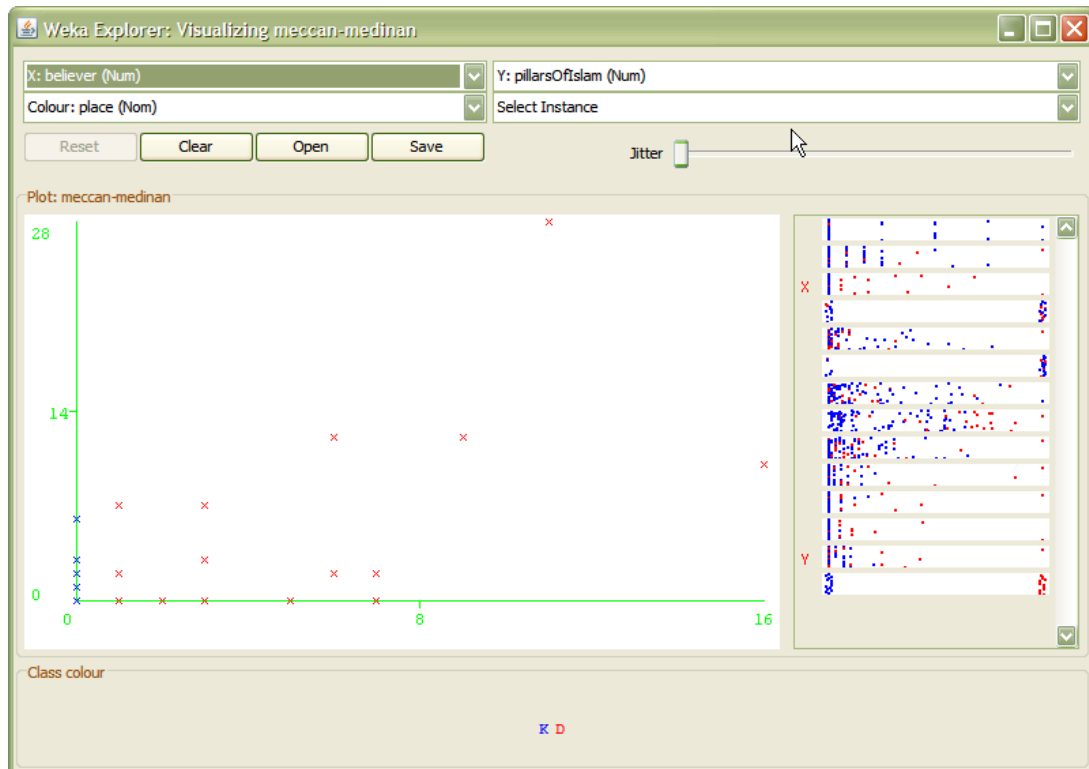 Weka Explorer: Visualizing meccan-medinan
X: believer (Num)
Y: pillarsOfIslam (Num)
Colour: place (Nom)
Select Instance
Reset
Clear
Open
Save
Jitter
Plot: meccan-medinan
28
14
0
0
8
16
X
Y
Class colour
K D